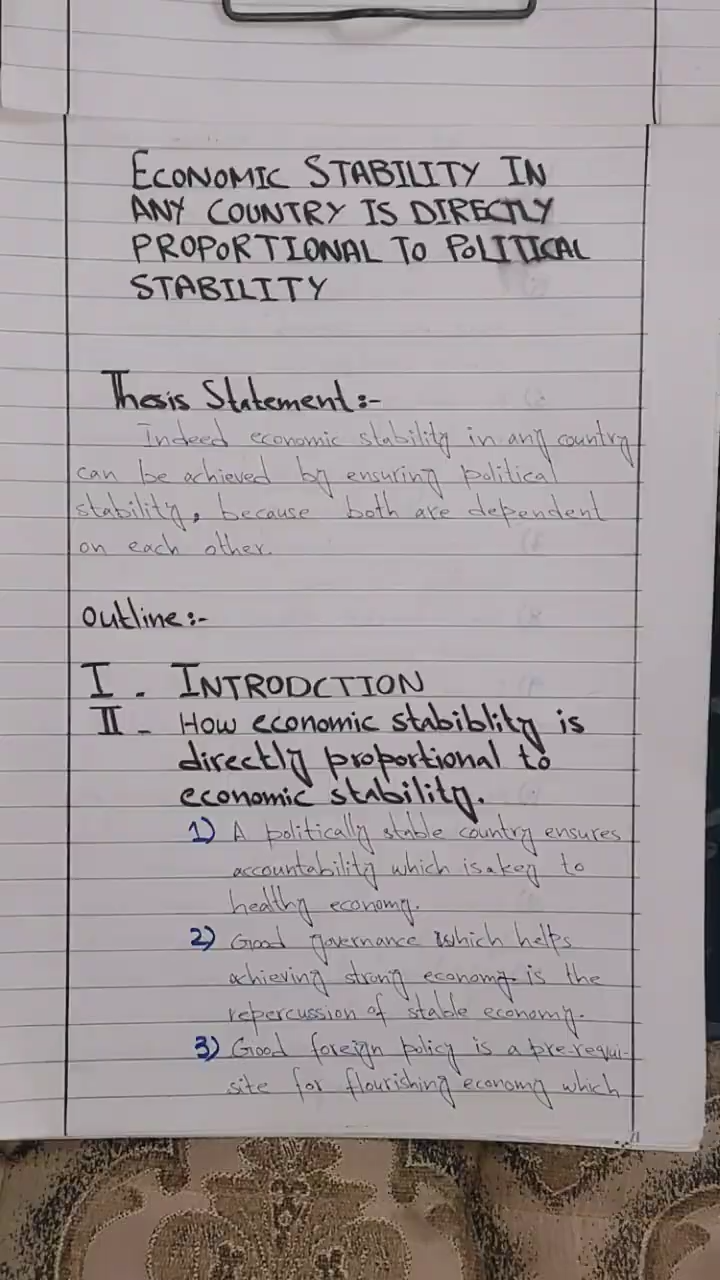 ECONOMIC STABILITY IN
ANY COUNTRY IS DIRECTLY
PROPORTIONAL TO POLITICAL
STABILITY
Thesis Statement:-
Indeed economic stability in any country
can be achieved by ensuring political
stability, because both are dependent
on each other.
Outline:-
I. INTRODCTION
II- How economic stabiblity is
directly proportional to
economic stability.
1) A politically stable country ensures
accountability which is a key to
healthy economy.
2) Good governance which helps
achieving strong economy is the
repercussion of stable economy.
3) Good foreign policy is a pre-requi-
site for flourishing economy which